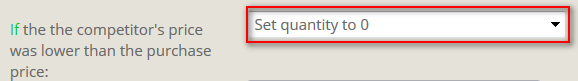 If the the competitor's price
was lower than the purchase
price:
Set quantity to 0